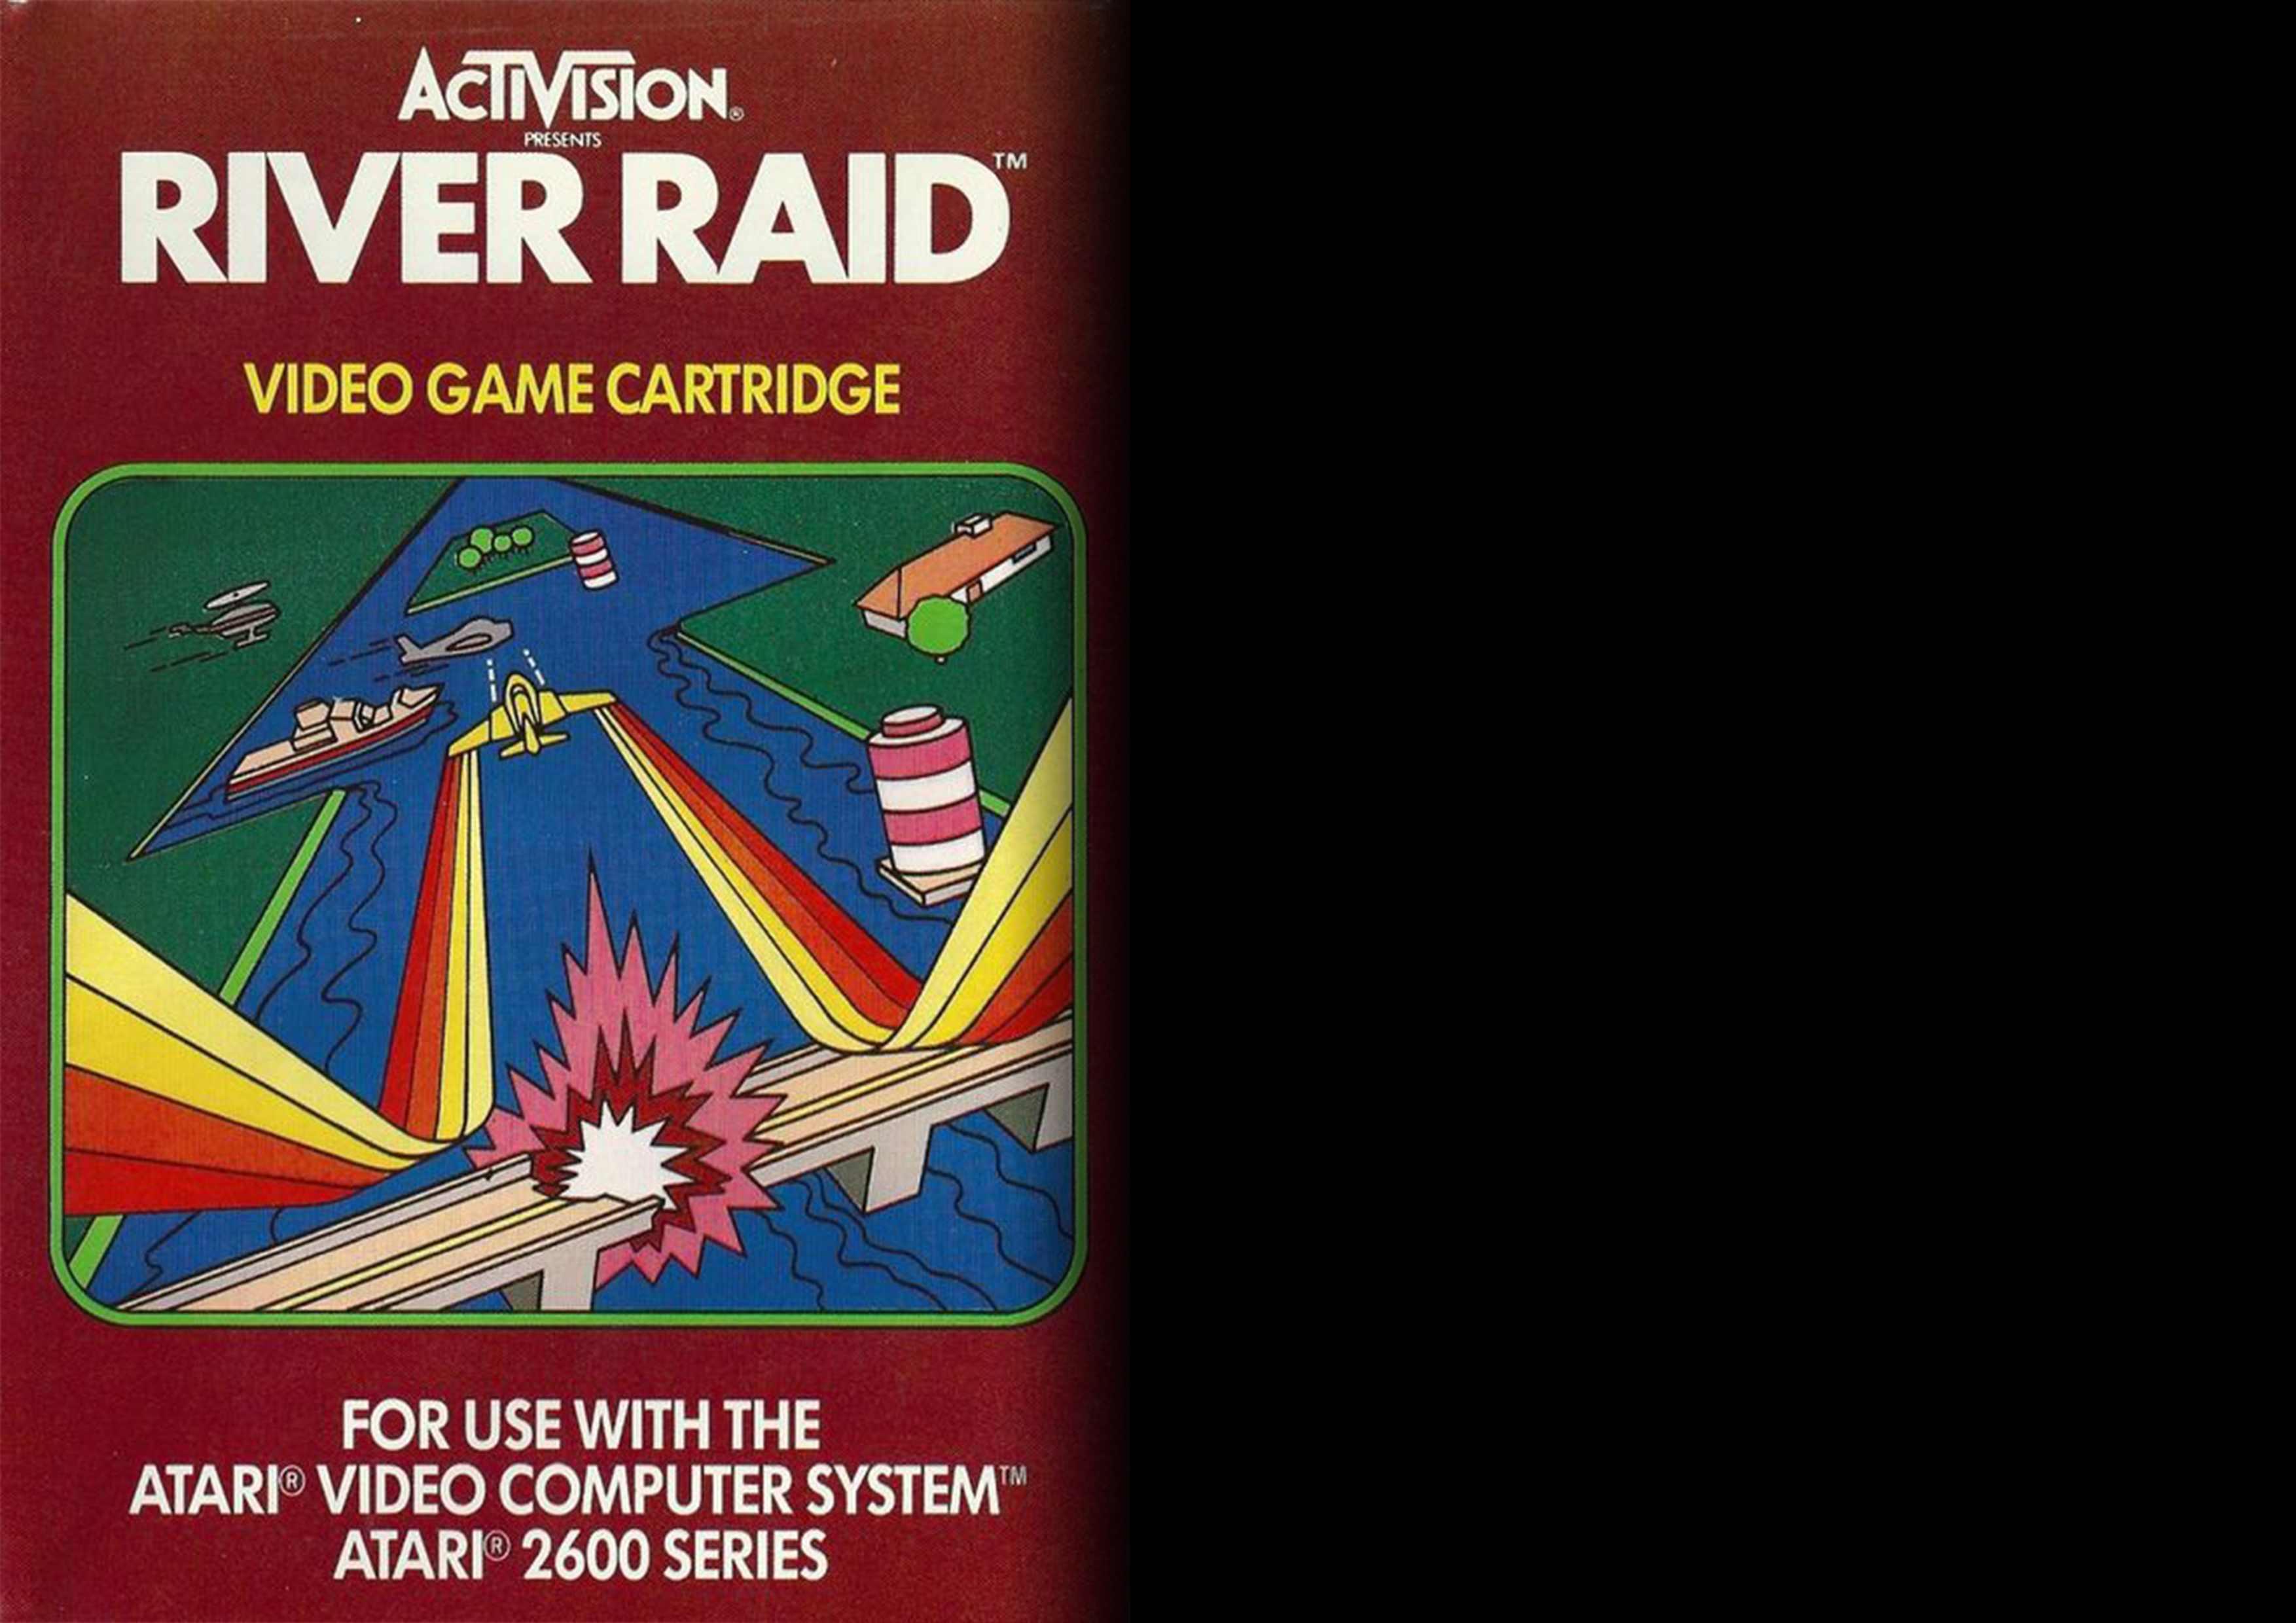 ACTIVISION®
PRESENTS
RIVER RAID™
VIDEO GAME CARTRIDGE
FOR USE WITH THE
ATARI® VIDEO COMPUTER SYSTEM™
ATARI® 2600 SERIES